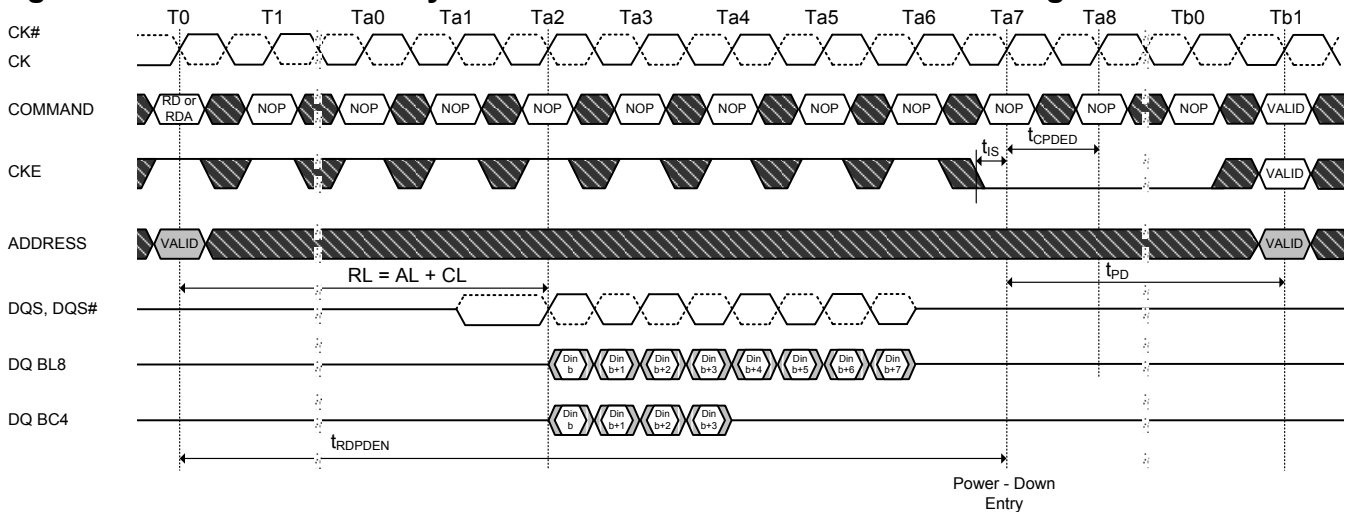 T0 T1 Ta0 Ta1 Ta2 Ta3 Ta4 Ta5 Ta6 Ta7 Ta8 Tb0 Tb1
CK#
CK
COMMAND RD or RDA NOP NOP NOP NOP NOP NOP NOP NOP NOP NOP NOP VALID
tIS tCPDED
CKE VALID
ADDRESS VALID VALID
RL = AL + CL tPD
DQS, DQS#
DQ BL8 Din b Din b+1 Din b+2 Din b+3 Din b+4 Din b+5 Din b+6 Din b+7
DQ BC4 Din b Din b+1 Din b+2 Din b+3
tRDPDEN
Power - Down
Entry